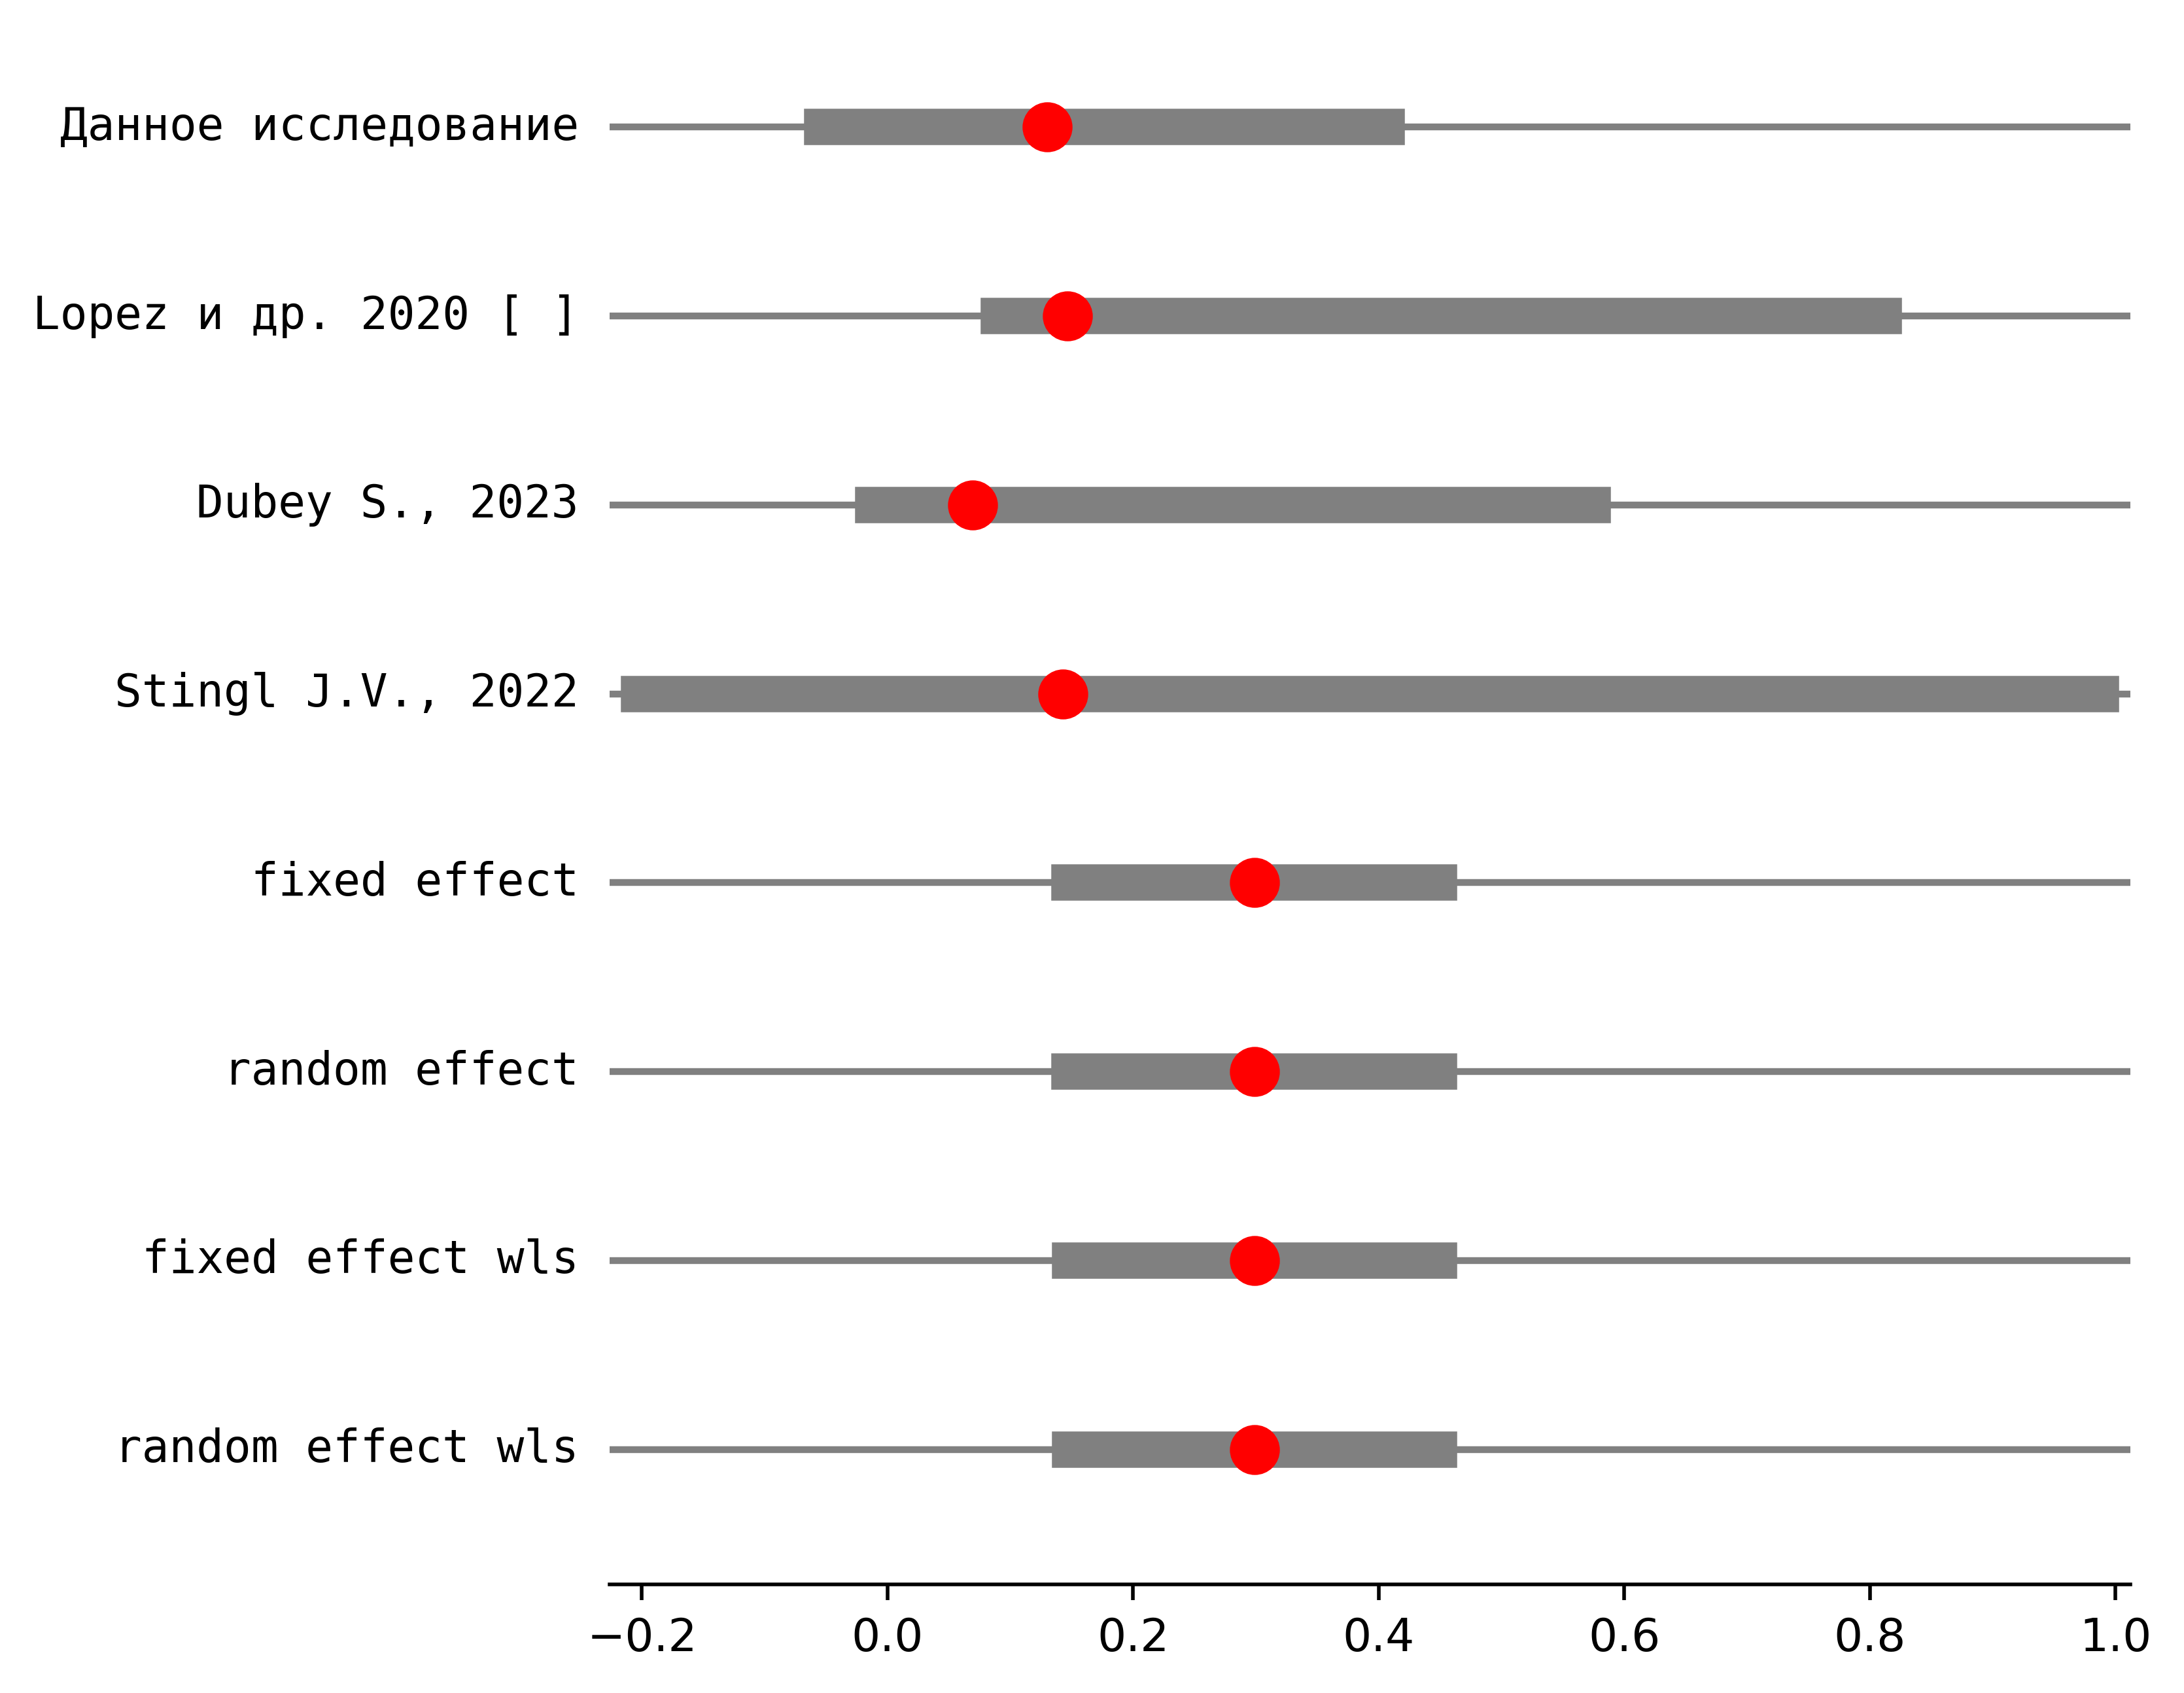 Данное исследование
Lopez и др. 2020 [ ]
Dubey S., 2023
Stingl J.V., 2022
fixed effect
random effect
fixed effect wls
random effect wls
−0.2 0.0 0.2 0.4 0.6 0.8 1.0